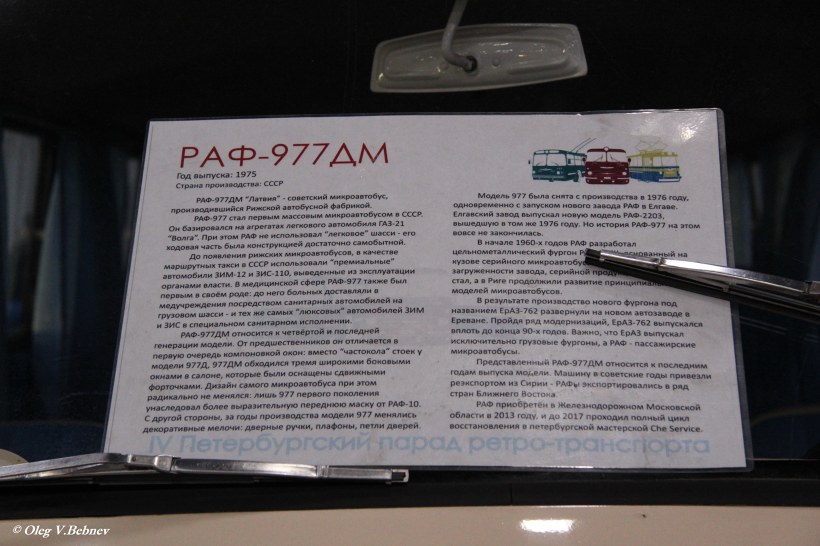 РАФ-977ДМ
Год выпуска: 1975
Страна производства: СССР
РАФ-977ДМ "Латвия" - советский микроавтобус,
производившийся Рижской автобусной фабрикой.
РАФ-977 стал первым массовым микроавтобусом в СССР.
Он базировался на агрегатах легкового автомобиля ГАЗ-21
"Волга". При этом РАФ не использовал "легковое" шасси - его
ходовая часть была конструкцией достаточно самобытной.
До появления рижских микроавтобусов, в качестве
маршрутных такси в СССР использовали "премиальные"
автомобили ЗИМ-12 и ЗИС-110, выведенные из эксплуатации
органами власти. В медицинской сфере РАФ-977 также был
первым в своём роде: до него больных доставляли в
медучреждения посредством санитарных автомобилей на
грузовом шасси - и тех же самых "люксовых" автомобилей ЗИМ
и ЗИС в специальном санитарном исполнении.
РАФ-977ДМ относится к четвёртой и последней
генерации модели. От предшественников он отличается в
первую очередь компоновкой окон: вместо "частокола" стоек у
модели 977Д, 977ДМ обходился тремя широкими боковыми
окнами в салоне, которые были оснащены сдвижными
форточками. Дизайн самого микроавтобуса при этом
радикально не менялся: лишь 977 первого поколения
унаследовал более выразительную переднюю маску от РАФ-10.
С другой стороны, за годы производства модели 977 менялись
декоративные мелочи: дверные ручки, плафоны, петли дверей.
Модель 977 была снята с производства в 1976 году,
одновременно с запуском нового завода РАФ в Елгаве.
Елгавский завод выпускал новую модель РАФ-2203,
вышедшую в том же 1976 году. Но история РАФ-977 на этом
вовсе не закончилась.
В начале 1960-х годов РАФ разработал
цельнометаллический фургон основанный на
кузове серийного микроавтобуса
загруженности завода, серийной
стал, а в Риге продолжили развитие
моделей микроавтобусов.
В результате производство нового фургона под
названием ЕрАЗ-762 развернули на новом автозаводе в
Ереване. Пройдя ряд модернизаций, ЕрАЗ-762 выпускался
вплоть до конца 90-х годов. Важно, что ЕрАЗ выпускал
исключительно грузовые фургоны, а РАФ - пассажирские
микроавтобусы.
Представленный РАФ-977ДМ относится к последним
годам выпуска модели. Машину в советские годы привезли
реэкспортом из Сирии - РАФы экспортировались в ряд
стран Ближнего Востока.
РАФ приобретён в Железнодорожном Московской
области в 2013 году, и до 2017 проходил полный цикл
восстановления в петербургской мастерской Che Service.
IV Петербургский парад ретро-транспорта
© Oleg V.Bebnev